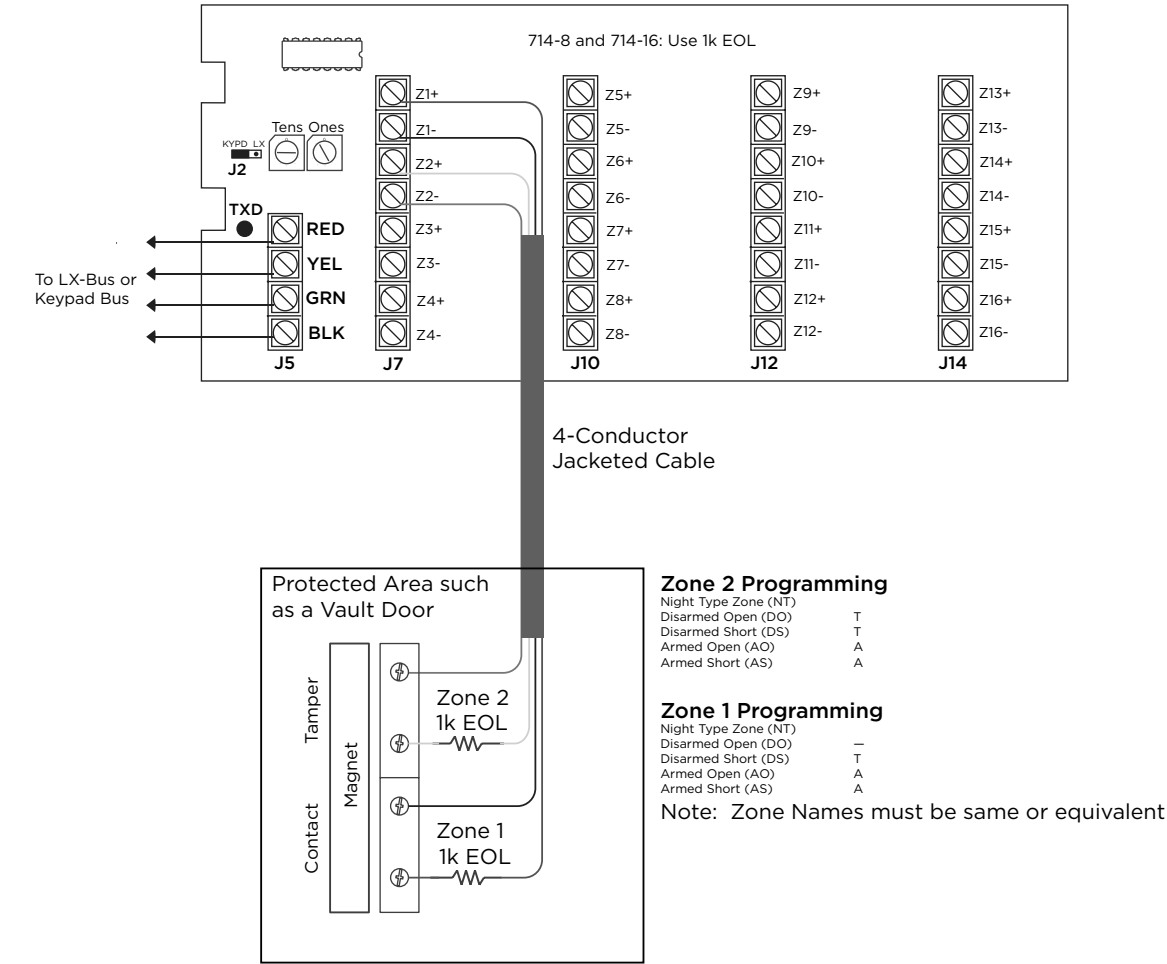 714-8 and 714-16: Use 1k EOL
Tens Ones
KYPD LX
J2
TXD
RED
YEL
GRN
BLK
J5
To LX-Bus or
Keypad Bus
Z1+
Z1-
Z2+
Z2-
Z3+
Z3-
Z4+
Z4-
J7
Z5+
Z5-
Z6+
Z6-
Z7+
Z7-
Z8+
Z8-
J10
Z9+
Z9-
Z10+
Z10-
Z11+
Z11-
Z12+
Z12-
J12
Z13+
Z13-
Z14+
Z14-
Z15+
Z15-
Z16+
Z16-
J14
4-Conductor
Jacketed Cable
Protected Area such
as a Vault Door
Tamper
Contact
Magnet
Zone 2
1k EOL
Zone 1
1k EOL
Zone 2 Programming
Night Type Zone (NT)
Disarmed Open (DO) T
Disarmed Short (DS) T
Armed Open (AO) A
Armed Short (AS) A
Zone 1 Programming
Night Type Zone (NT)
Disarmed Open (DO) —
Disarmed Short (DS) T
Armed Open (AO) A
Armed Short (AS) A
Note: Zone Names must be same or equivalent